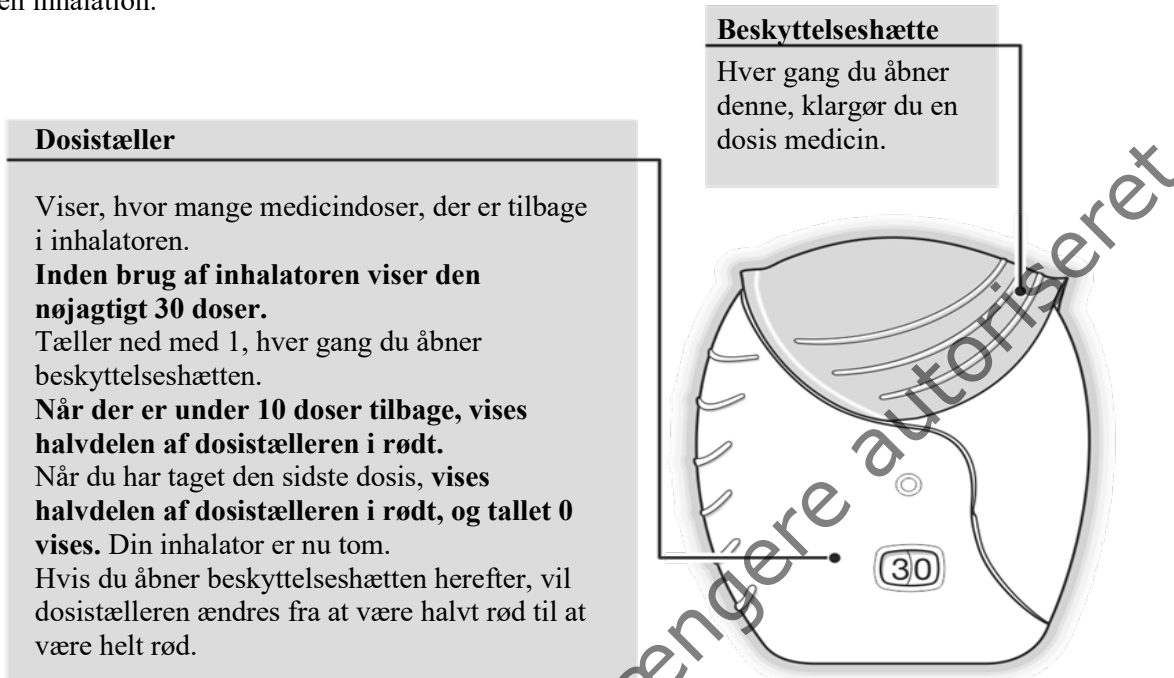 en inhalation.
Beskyttelseshætte
Hver gang du åbner
denne, klargør du en
dosis medicin.
Dosistæller
Viser, hvor mange medicindoser, der er tilbage
i inhalatoren.
Inden brug af inhalatoren viser den
nøjagtigt 30 doser.
Tæller ned med 1, hver gang du åbner
beskyttelseshætten.
Når der er under 10 doser tilbage, vises
halvdelen af dosistælleren i rødt.
Når du har taget den sidste dosis, vises
halvdelen af dosistælleren i rødt, og tallet 0
vises. Din inhalator er nu tom.
Hvis du åbner beskyttelseshætten herefter, vil
dosistælleren ændres fra at være halvt rød til at
være helt rød.
30
ængere autoriseret